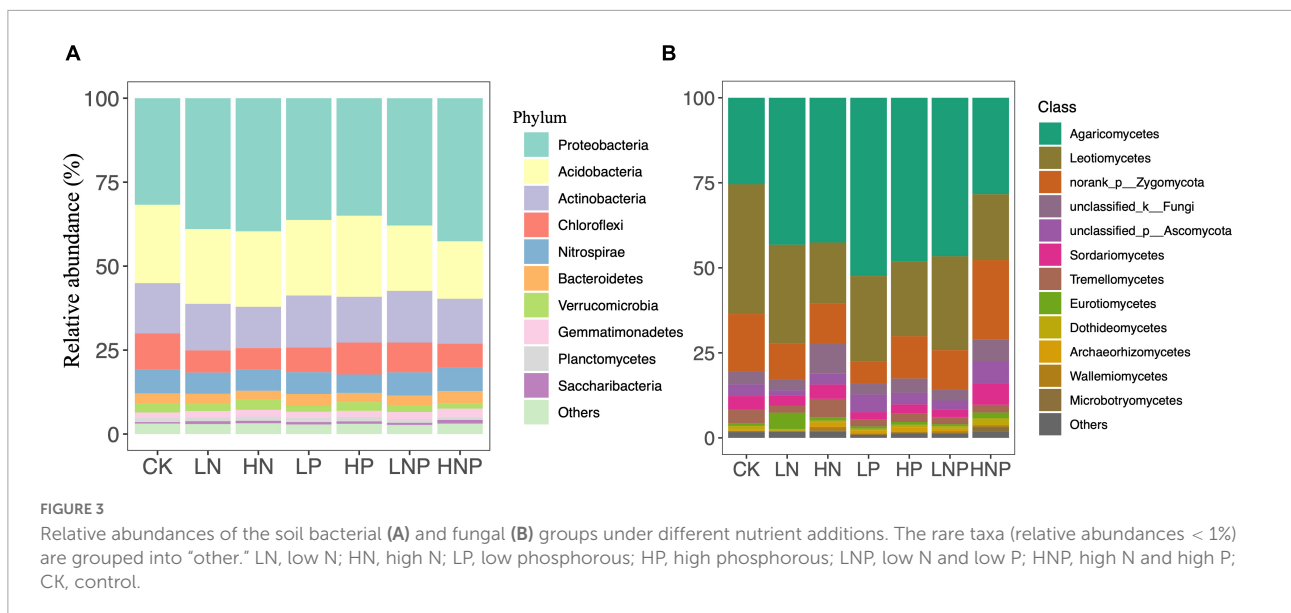 A
Relative abundance (%)
100
75
50
25
0
CK LN HN LP HP LNP HNP
Phylum
Proteobacteria
Acidobacteria
Actinobacteria
Chloroflexi
Nitrospirae
Bacteroidetes
Verrucomicrobia
Gemmatimonadetes
Planctomycetes
Saccharibacteria
Others
B
100
75
50
25
0
CK LN HN LP HP LNP HNP
Class
Agaricomycetes
Leotiomycetes
norank_p__Zygomycota
unclassified_k__Fungi
unclassified_p__Ascomycota
Sordariomycetes
Tremellomycetes
Eurotiomycetes
Dothideomycetes
Archaeorhizomycetes
Wallemiomycetes
Microbotryomycetes
Others
FIGURE 3
Relative abundances of the soil bacterial (A) and fungal (B) groups under different nutrient additions. The rare taxa (relative abundances < 1%)
are grouped into “other.” LN, low N; HN, high N; LP, low phosphorous; HP, high phosphorous; LNP, low N and low P; HNP, high N and high P;
CK, control.